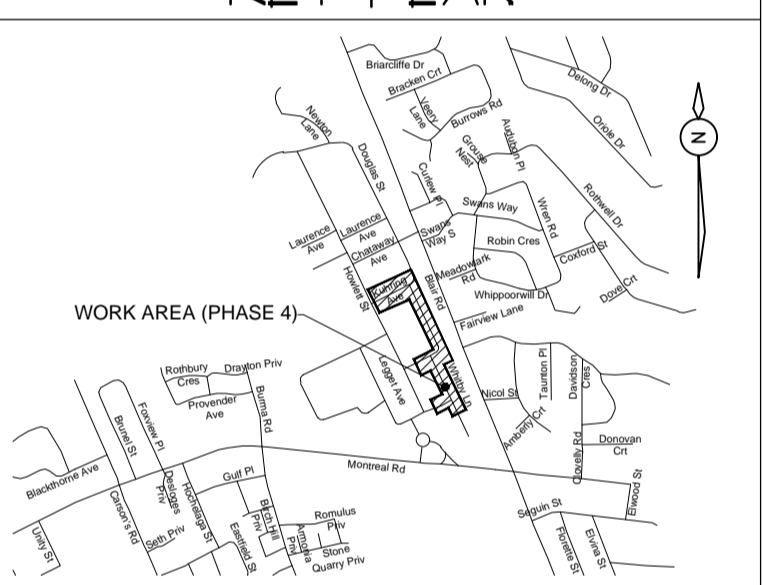 Briarcliffe Dr
Bracken Crt
Delong Dr
Veery
Lane
Burrows Rd
Newton
Lane
Oriole Dr
Audubon Pl
Grouse
Nest
N
Douglas St
Curlew Pl
Rothwell Dr
Swans Way
Wren Rd
Laurence
Ave
Laurence
Ave
Swans
Way S
Chataway
Ave
Robin Cres
Coxford St
Howlett St
Meadowlark
Rd
Blair Rd
Dove Crt
Kuhring
Ave
Whippoorwill Dr
WORK AREA (PHASE 4)
Fairview Lane
Rothbury
Cres
Drayton Priv
Legget Ave
Whitby Ln
Taunton Pl
Davidson
Cres
Provender
Ave
Burma Rd
Nicol St
Foxview Pl
Brunel St
Amberly Crt
Clovelly Rd
Donovan
Crt
Montreal Rd
Blackthorne Ave
Gulf Pl
Desloges
Priv
Hochelaga St
Elwood St
Carson's Rd
Seguin St
Birch Hill
Priv
Romulus
Priv
Unity St
Seth Priv
Eastfield St
Armonia
Priv
Stone
Quarry Priv
Florette St
Elvina St